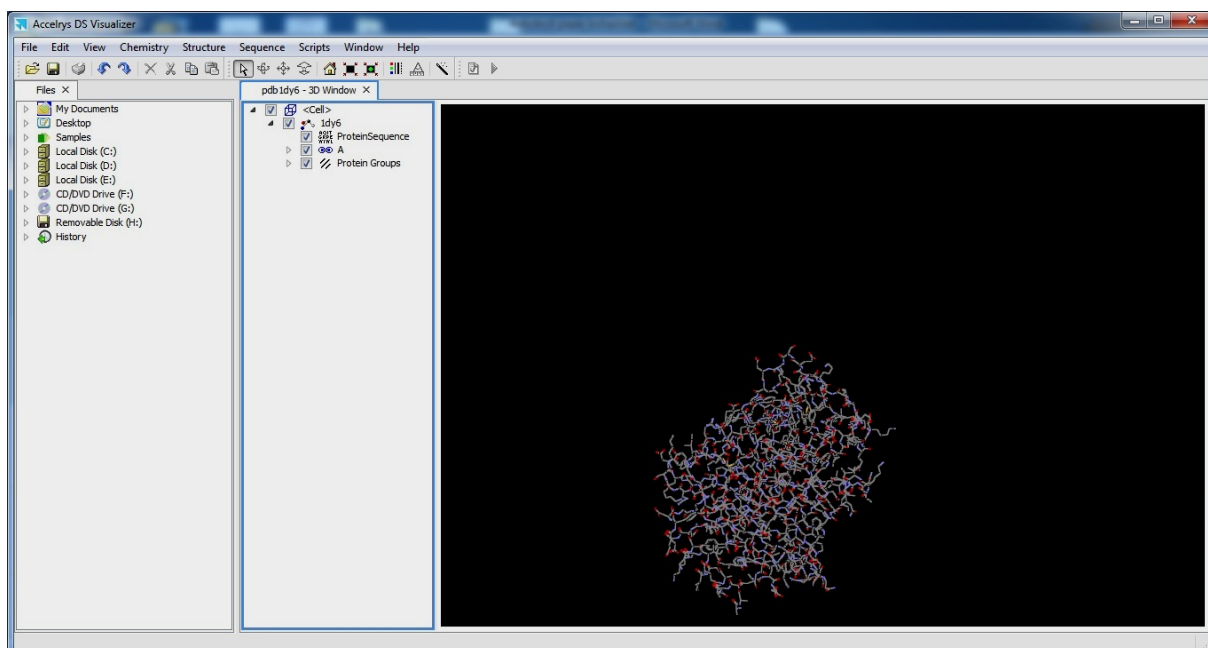 Accelrys DS Visualizer
File Edit View Chemistry Structure Sequence Scripts Window Help
Files
My Documents
Desktop
Samples
Local Disk (C:)
Local Disk (D:)
Local Disk (E:)
CD/DVD Drive (F:)
CD/DVD Drive (G:)
Removable Disk (H:)
History
pdb1dy6 - 3D Window
<Cell>
1dy6
ProteinSequence
A
Protein Groups